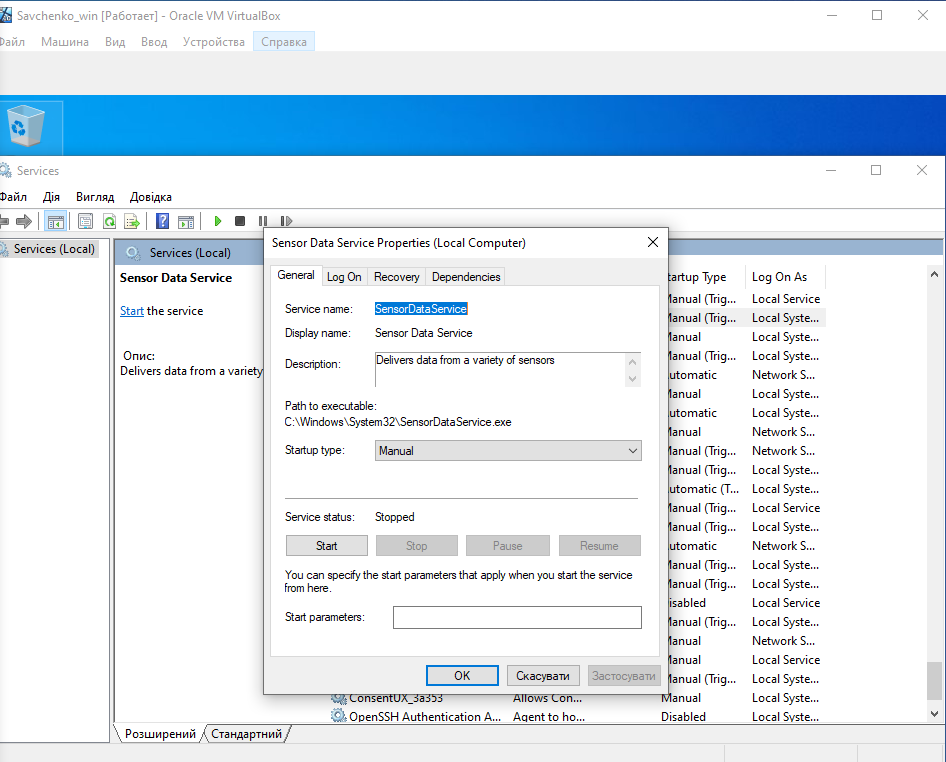 Savchenko_win [Работает] - Oracle VM VirtualBox
Файл Машина Вид Ввод Устройства Справка
Services
Файл Дія Вигляд Довідка
Services (Local)
Services (Local)
Sensor Data Service
Start the service
Опис:
Delivers data from a variety
Sensor Data Service Properties (Local Computer)
General Log On Recovery Dependencies
Service name: SensorDataService
Display name: Sensor Data Service
Description: Delivers data from a variety of sensors
Path to executable:
C:\Windows\System32\SensorDataService.exe
Startup type: Manual
Service status: Stopped
Start Stop Pause Resume
You can specify the start parameters that apply when you start the service
from here.
Start parameters:
OK Скасувати Застосувати
tartup Type Log On As
Manual (Trig... Local Service
Manual (Trig... Local Syste...
Manual Local Syste...
Manual (Trig... Local Syste...
utomatic Network S...
Manual Local Syste...
utomatic Local Syste...
Manual Network S...
Manual (Trig... Network S...
Manual (Trig... Local Syste...
utomatic (T... Local Syste...
Manual (Trig... Local Service
Manual (Trig... Local Syste...
utomatic Network S...
Manual (Trig... Local Syste...
Manual (Trig... Local Syste...
isabled Local Service
Manual (Trig... Local Syste...
Manual Network S...
Manual Local Service
Manual (Trig... Local Syste...
ConsentUX_3a353 Allows Con... Manual Local Syste...
OpenSSH Authentication A... Agent to ho... Disabled Local Syste...
Розширений Стандартний